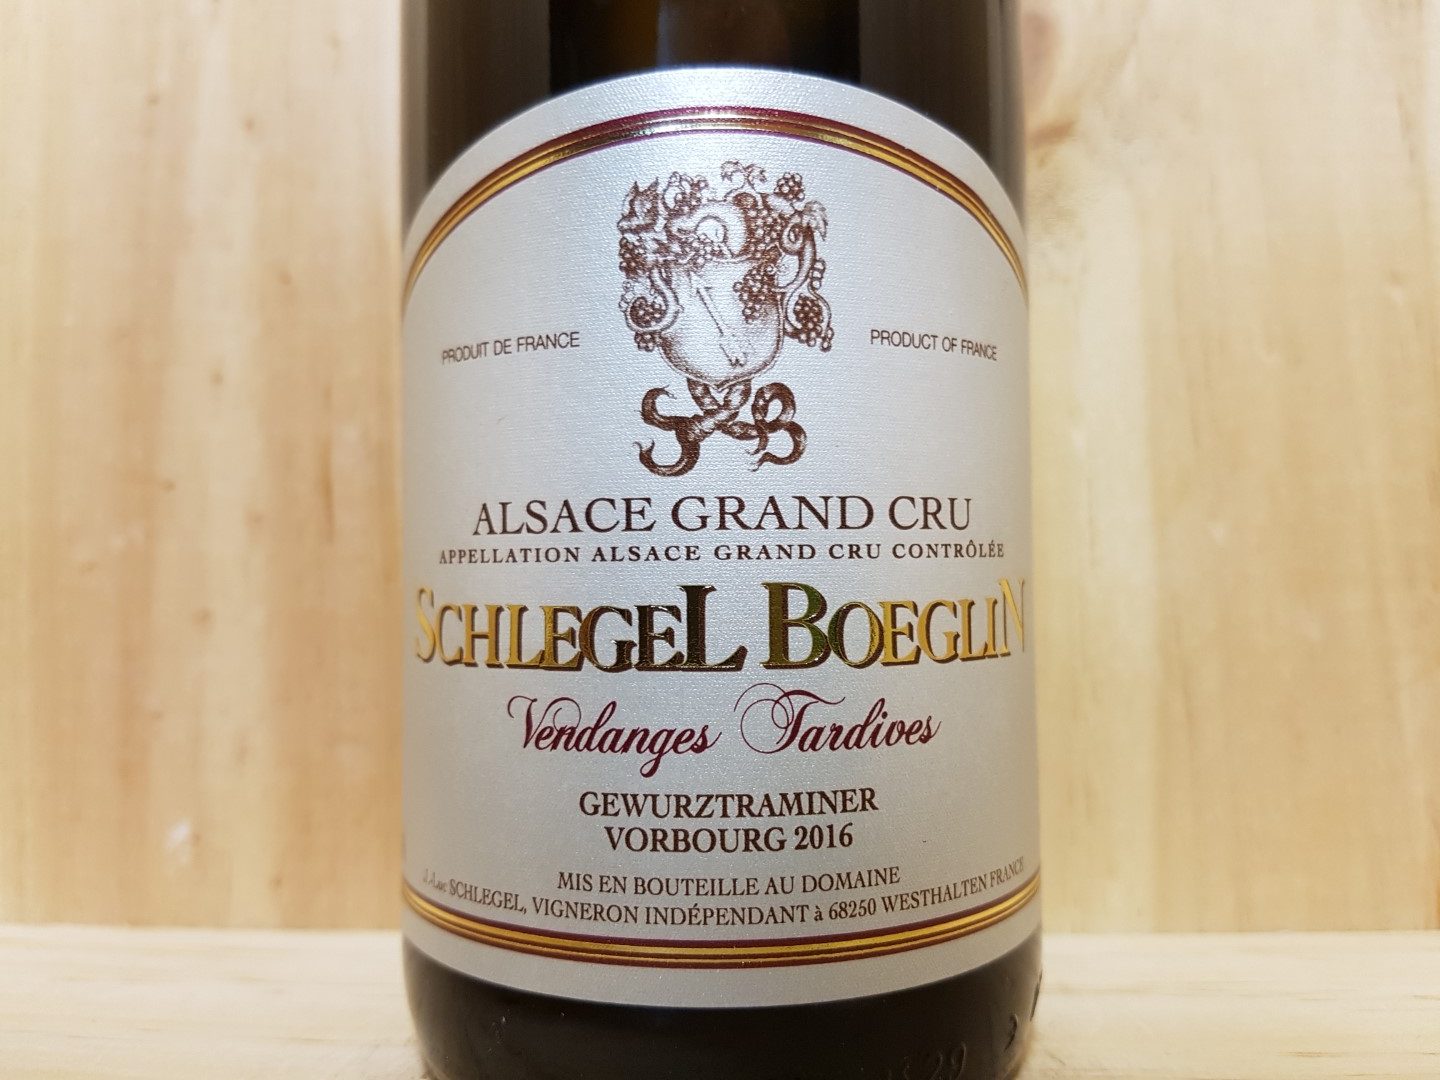 PRODUIT DE FRANCE
PRODUCT OF FRANCE
ALSACE GRAND CRU
APPELLATION ALSACE GRAND CRU CONTRÔLÉE
SCHLEGEL BOEGLIN
Vendanges Tardives
GEWURZTRAMINER
VORBOURG 2016
MIS EN BOUTEILLE AU DOMAINE
J.-Luc SCHLEGEL, VIGNERON INDÉPENDANT à 68250 WESTHALTEN FRANCE